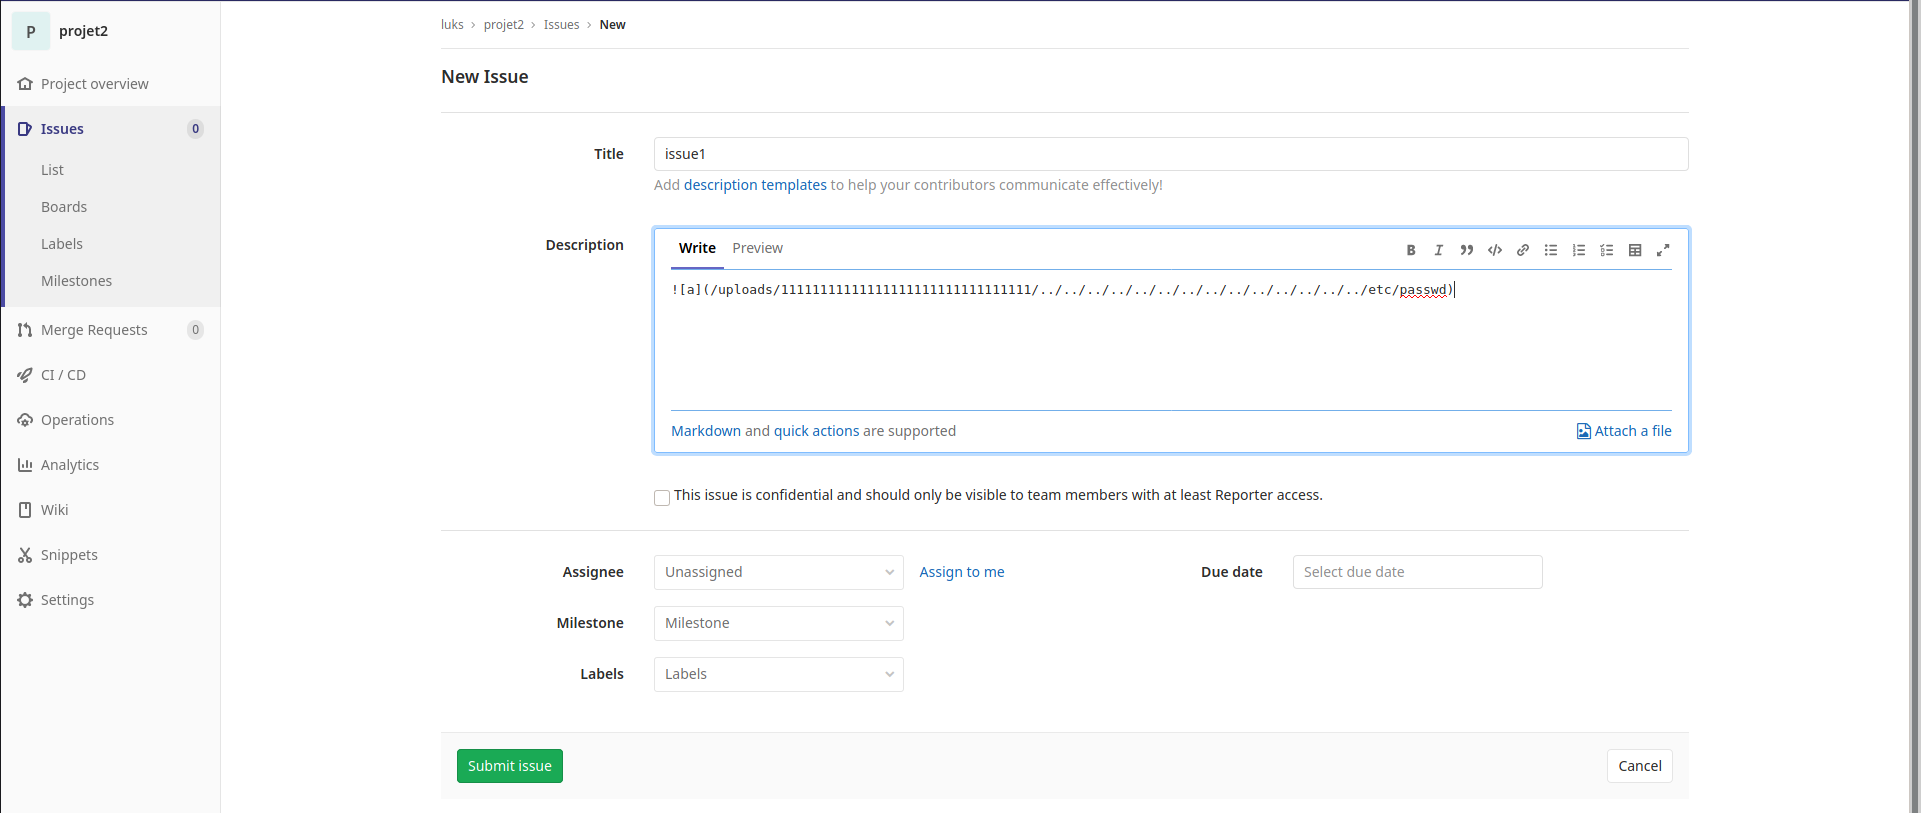 P projet2
Project overview
Issues 0
List
Boards
Labels
Milestones
Merge Requests 0
CI / CD
Operations
Analytics
Wiki
Snippets
Settings
luks › projet2 › Issues › New
New Issue
Title issue1
Add description templates to help your contributors communicate effectively!
Description Write Preview
![a](/uploads/11111111111111111111111111111111/../../../../../../../../../../../../../../etc/passwd)
Markdown and quick actions are supported Attach a file
This issue is confidential and should only be visible to team members with at least Reporter access.
Assignee Unassigned Assign to me Due date Select due date
Milestone Milestone
Labels Labels
Submit issue Cancel